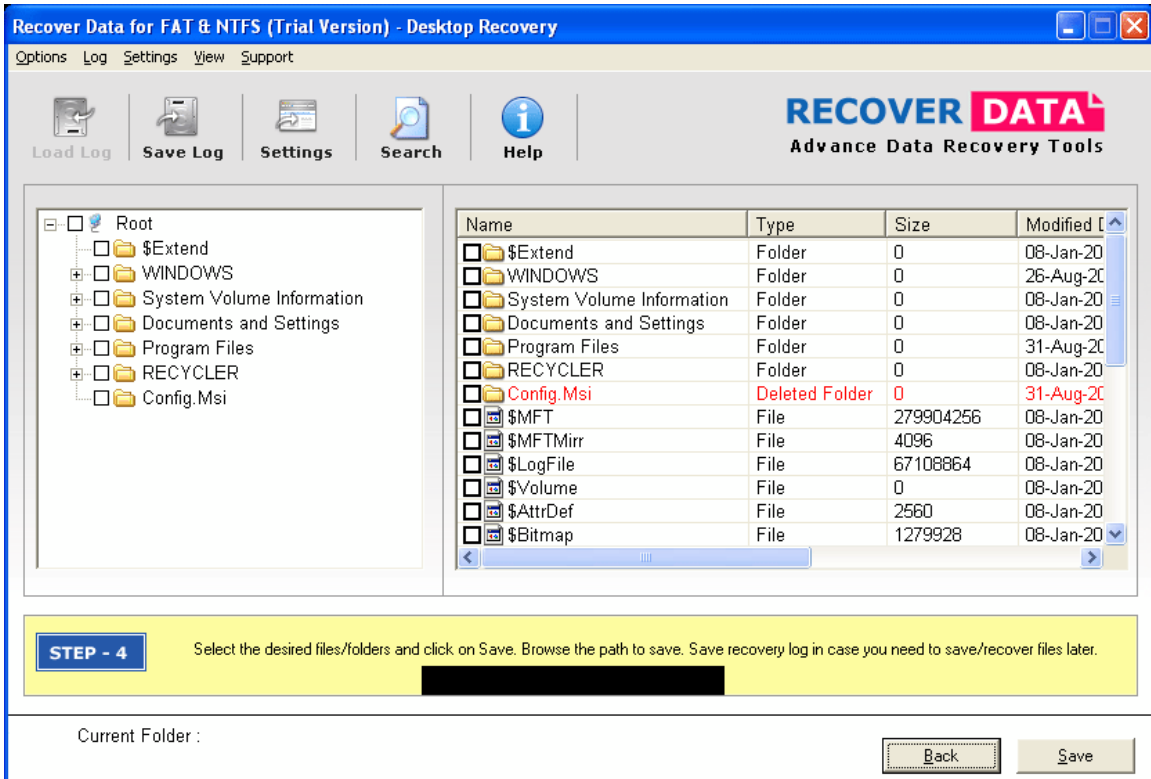 Recover Data for FAT & NTFS (Trial Version) - Desktop Recovery
Options Log Settings View Support
Load Log Save Log Settings Search Help
RECOVER DATA
Advance Data Recovery Tools
Root
$Extend
WINDOWS
System Volume Information
Documents and Settings
Program Files
RECYCLER
Config.Msi
Name Type Size Modified D
$Extend Folder 0 08-Jan-20
WINDOWS Folder 0 26-Aug-20
System Volume Information Folder 0 08-Jan-20
Documents and Settings Folder 0 08-Jan-20
Program Files Folder 0 31-Aug-20
RECYCLER Folder 0 08-Jan-20
Config.Msi Deleted Folder 0 31-Aug-20
$MFT File 279904256 08-Jan-20
$MFTMirr File 4096 08-Jan-20
$LogFile File 67108864 08-Jan-20
$Volume File 0 08-Jan-20
$AttrDef File 2560 08-Jan-20
$Bitmap File 1279928 08-Jan-20
STEP - 4
Select the desired files/folders and click on Save. Browse the path to save. Save recovery log in case you need to save/recover files later.
Current Folder :
Back Save